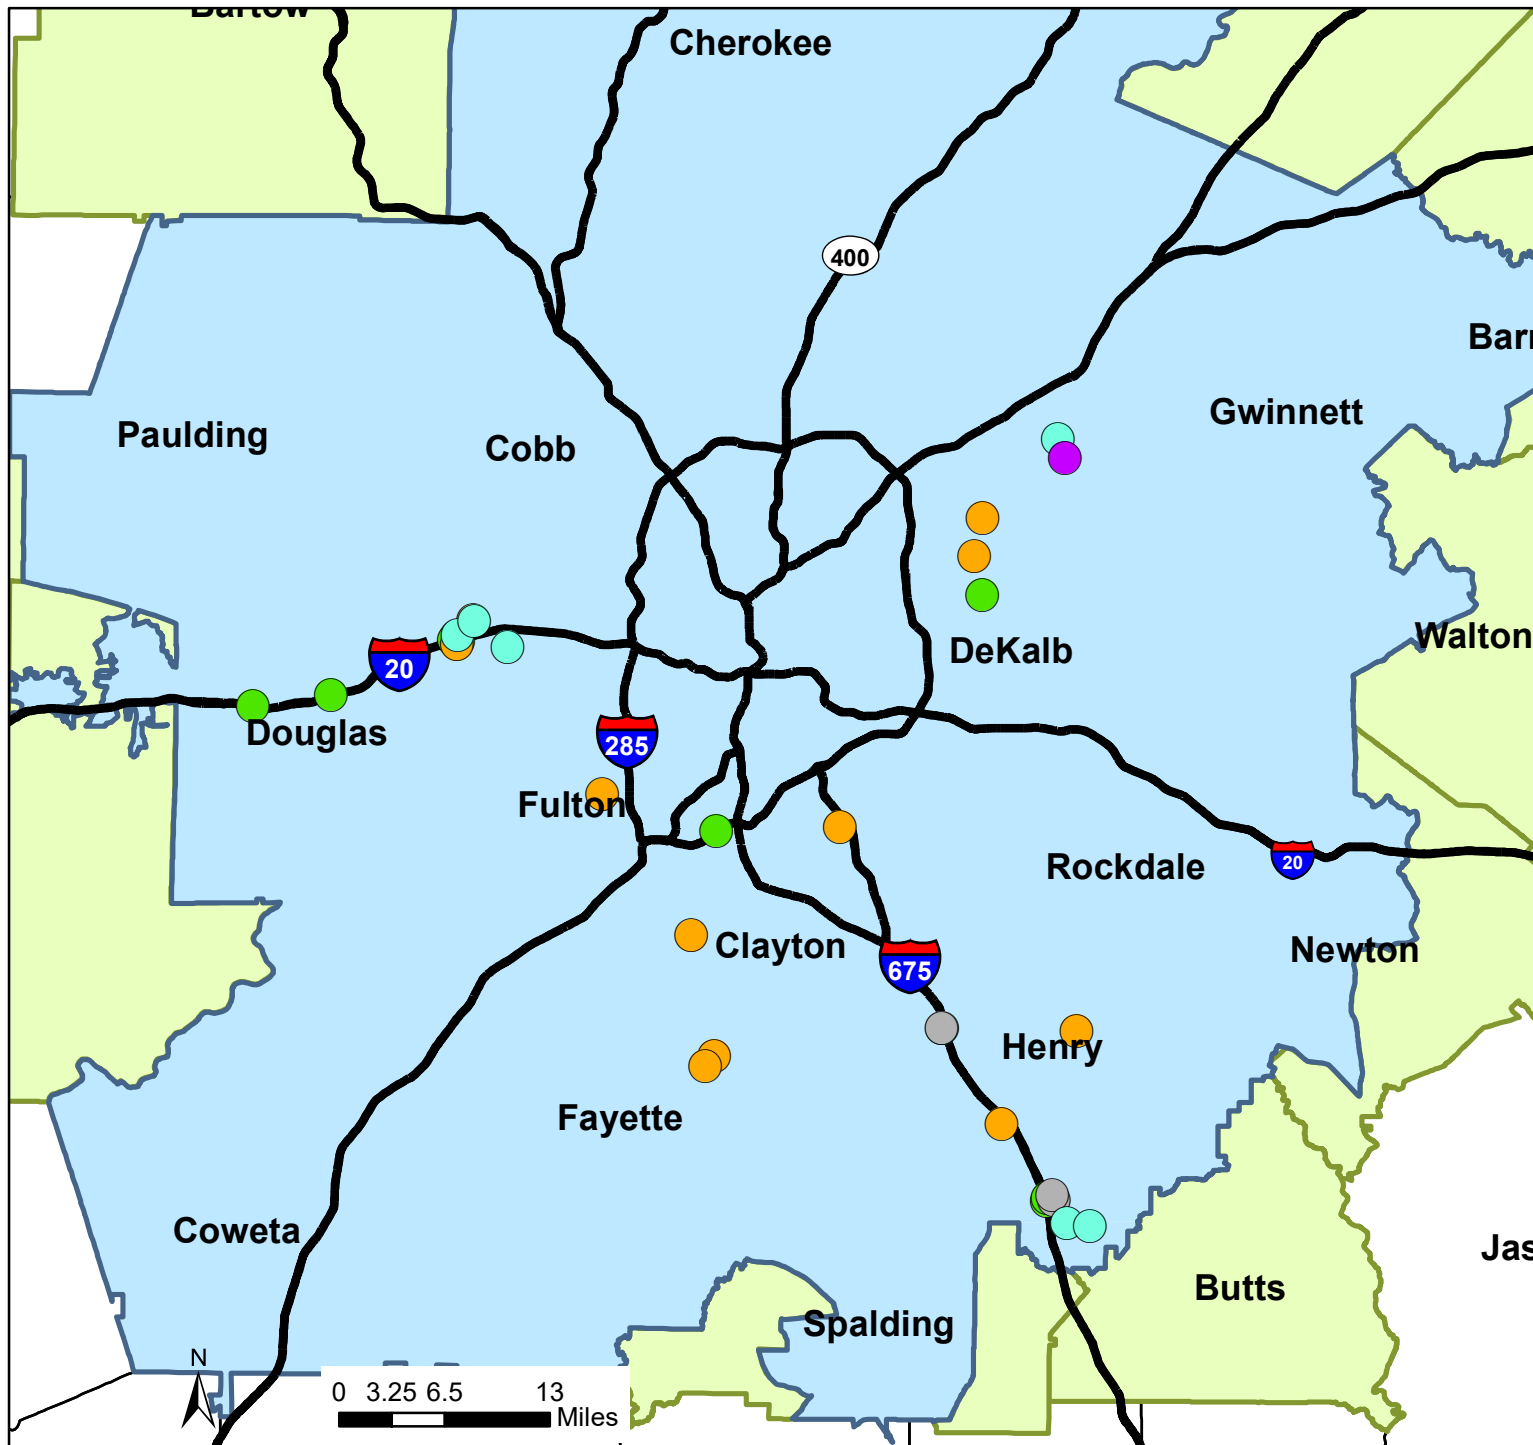 Bartow
Cherokee
400
Barr
Gwinnett
Paulding
Cobb
Walton
DeKalb
20
Douglas
285
Fulton
20
Rockdale
Clayton
Newton
675
Henry
Fayette
Coweta
Jas
Butts
Spalding
N
0 3.25 6.5 13
Miles